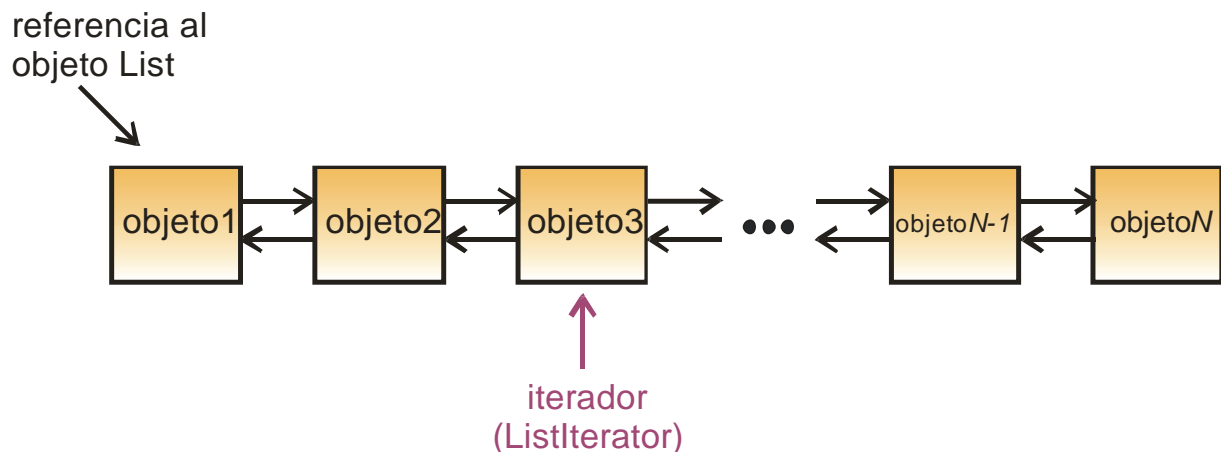 referencia al
objeto List
objeto1
objeto2
objeto3
objetoN-1
objetoN
iterador
(ListIterator)